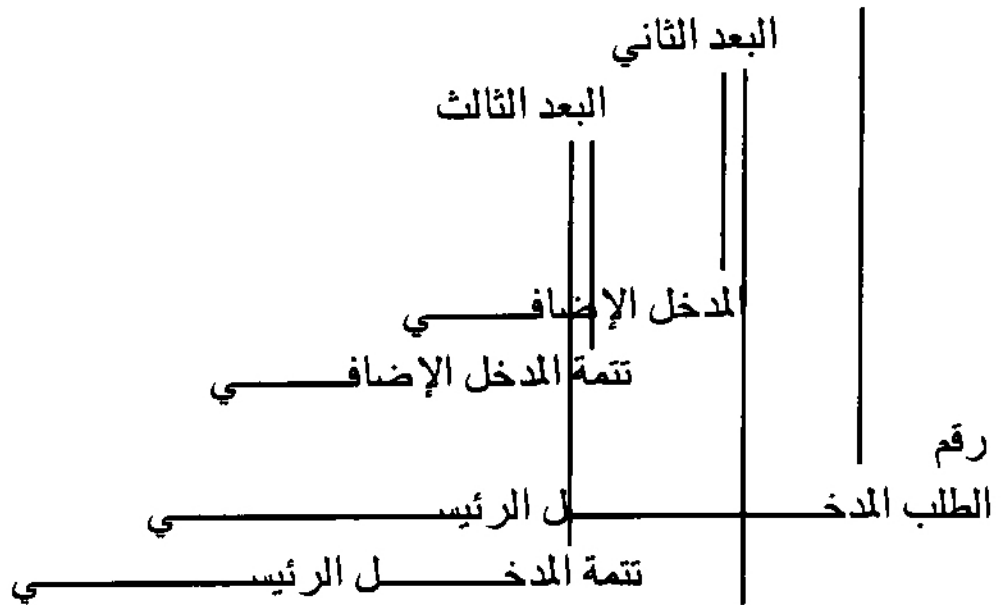 البعد الثاني
البعد الثالث
المدخل الإضافي
تتمة المدخل الإضافي
رقم
الطلب المدخل الرئيسي
تتمة المدخل الرئيسي